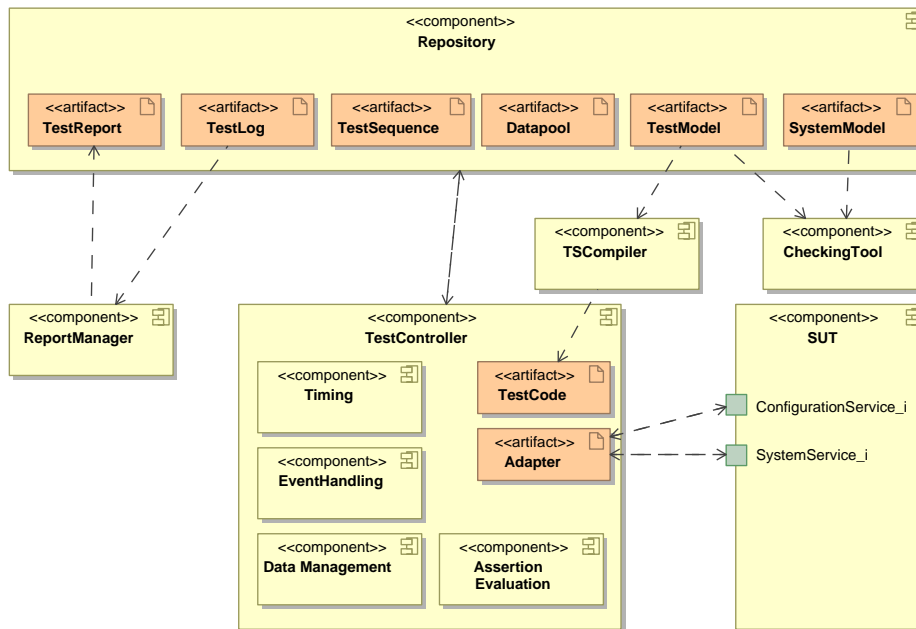 <<component>>
Repository
<<artifact>>
TestReport
<<artifact>>
TestLog
<<artifact>>
TestSequence
<<artifact>>
Datapool
<<artifact>>
TestModel
<<artifact>>
SystemModel
<<component>>
TSCompiler
<<component>>
CheckingTool
<<component>>
ReportManager
<<component>>
TestController
<<component>>
SUT
<<component>>
Timing
<<artifact>>
TestCode
ConfigurationService_i
<<artifact>>
Adapter
SystemService_i
<<component>>
EventHandling
<<component>>
Data Management
<<component>>
Assertion
Evaluation